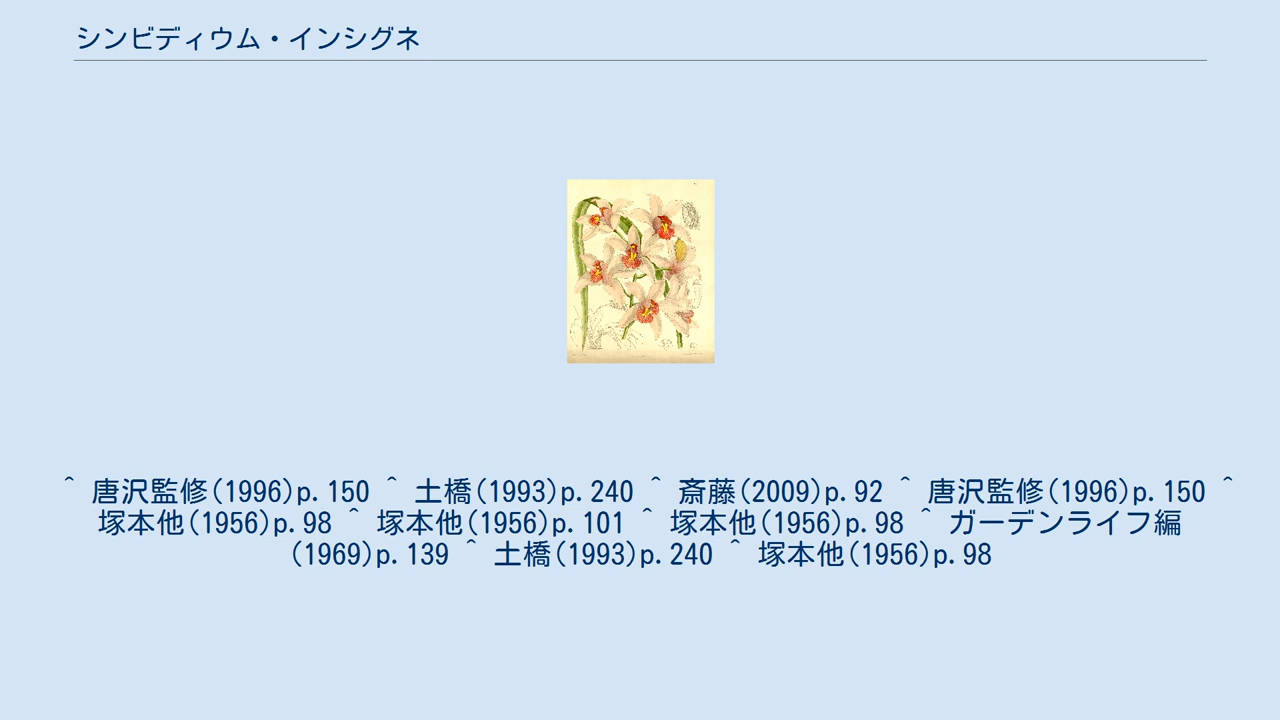 シンビディウム・インシグネ
^ 唐沢監修(1996)p.150 ^ 土橋(1993)p.240 ^ 斎藤(2009)p.92 ^ 唐沢監修(1996)p.150 ^
塚本他(1956)p.98 ^ 塚本他(1956)p.101 ^ 塚本他(1956)p.98 ^ ガーデンライフ編
(1969)p.139 ^ 土橋(1993)p.240 ^ 塚本他(1956)p.98